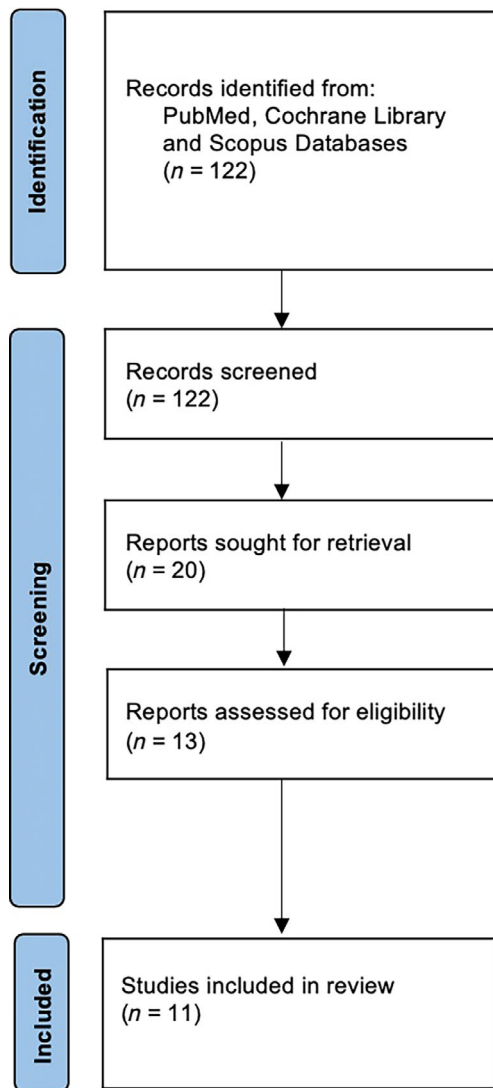 Identification
Records identified from:
PubMed, Cochrane Library
and Scopus Databases
(n = 122)
Screening
Records screened
(n = 122)
Reports sought for retrieval
(n = 20)
Reports assessed for eligibility
(n = 13)
Included
Studies included in review
(n = 11)